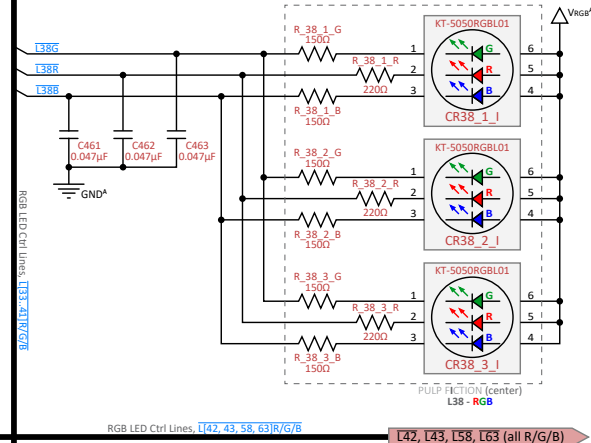 R_38_1_G
150Ω
KT-5050RGBL01
VRGBᴬ
L38G
L38R
L38B
R_38_1_R
220Ω
R_38_1_B
150Ω
1
2
3
G
R
B
6
5
4
CR38_1_I
C461
0.047µF
C462
0.047µF
C463
0.047µF
GNDᴬ
R_38_2_G
150Ω
KT-5050RGBL01
R_38_2_R
220Ω
R_38_2_B
150Ω
1
2
3
G
R
B
6
5
4
CR38_2_I
RGB LED Ctrl Lines, L[33..41]R/G/B
R_38_3_G
150Ω
KT-5050RGBL01
R_38_3_R
220Ω
R_38_3_B
150Ω
1
2
3
G
R
B
6
5
4
CR38_3_I
PULP FICTION (center)
L38 - RGB
RGB LED Ctrl Lines, L[42, 43, 58, 63]R/G/B
L42, L43, L58, L63 (all R/G/B)